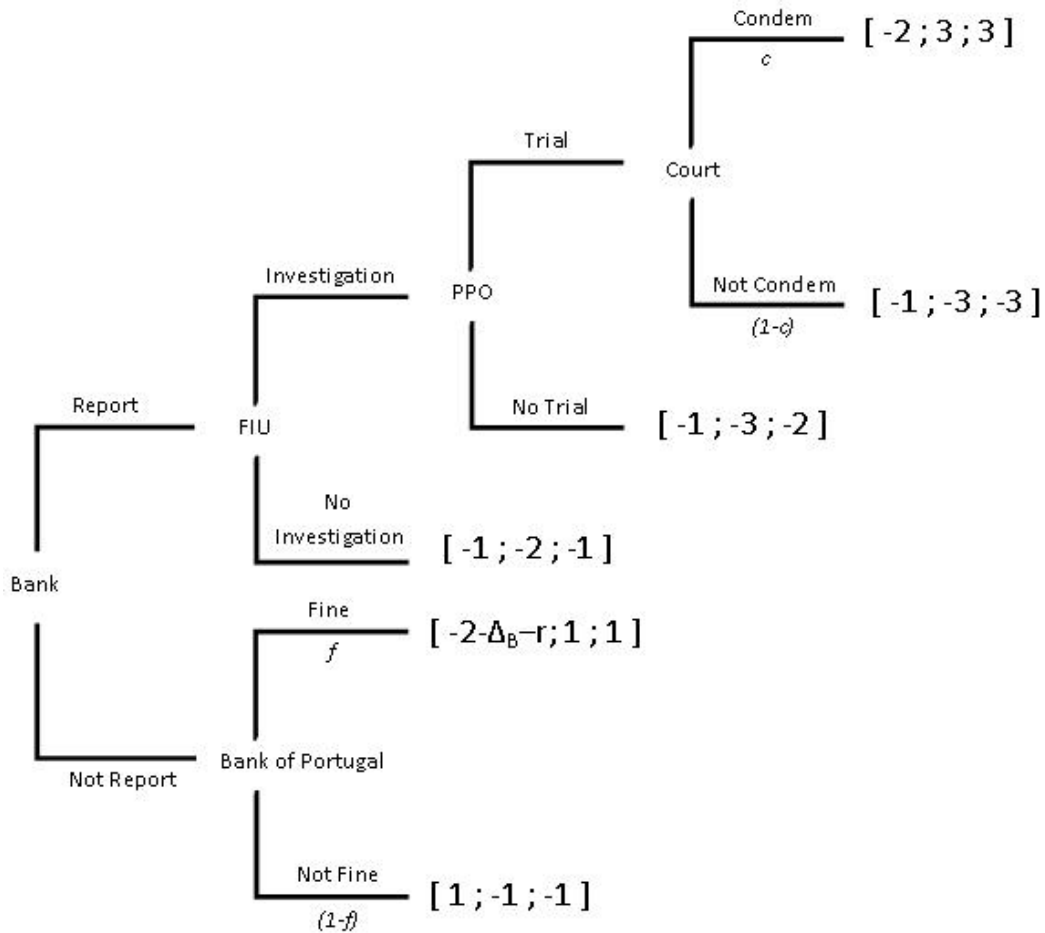 Condem
c
[ -2 ; 3 ; 3 ]
Trial
Court
Investigation
PPO
Not Condem
(1-c)
[ -1 ; -3 ; -3 ]
Report
FIU
No Trial
[ -1 ; -3 ; -2 ]
No
Investigation
[ -1 ; -2 ; -1 ]
Bank
Fine
f
[ -2-Δ_B–r; 1 ; 1 ]
Not Report
Bank of Portugal
Not Fine
(1-f)
[ 1 ; -1 ; -1 ]